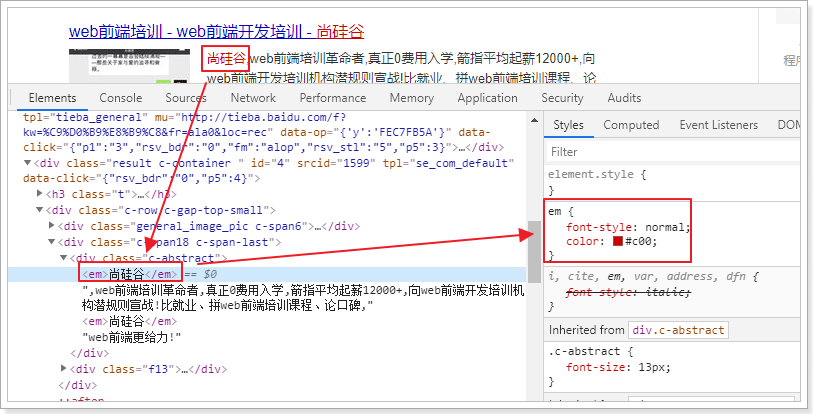 web前端培训 - web前端开发培训 - 尚硅谷
尚硅谷,web前端培训革命者,真正0费用入学,箭指平均起薪12000+,向
web前端开发培训机构潜规则宣战!比就业、拼web前端培训课程、论
程序
Elements Console Sources Network Performance Memory Application Security Audits
tpl="tieba_general" mu="http://tieba.baidu.com/f?
kw=%C9%D0%B9%E8%B9%C8&fr=ala0&loc=rec" data-op="{'y':'FEC7FB5A'}" data-
click="{"p1":"3","rsv_bdr":"0","fm":"alop","rsv_stl":"5","p5":3}">…</div>
<div class="result c-container " id="4" srcid="1599" tpl="se_com_default"
data-click="{"rsv_bdr":"0","p5":4}">
<h3 class="t">…</h3>
<div class="c-row c-gap-top-small">
<div class="general_image_pic c-span6">…</div>
<div class="c-span18 c-span-last">
<div class="c-abstract">
<em>尚硅谷</em> == $0
",web前端培训革命者,真正0费用入学,箭指平均起薪12000+,向web前端开发培训机
构潜规则宣战!比就业、拼web前端培训课程、论口碑,"
<em>尚硅谷</em>
"web前端更给力!"
</div>
<div class="f13">…</div>
</div>
::after
Styles Computed Event Listeners DOM
Filter
element.style {
}
em {
font-style: normal;
color: #c00;
}
i, cite, em, var, address, dfn {
font-style: italic;
}
Inherited from div.c-abstract
.c-abstract {
font-size: 13px;
}